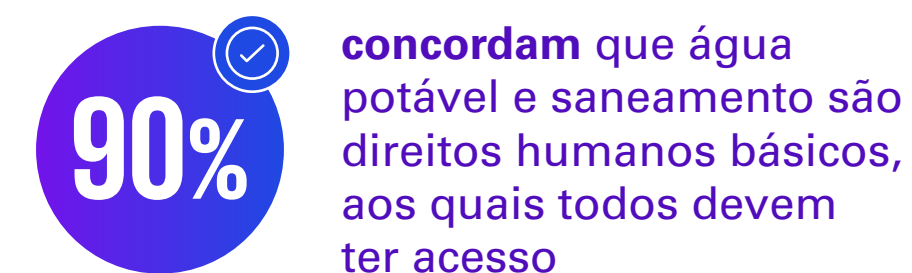 90%
concordam que água
potável e saneamento são
direitos humanos básicos,
aos quais todos devem
ter acesso